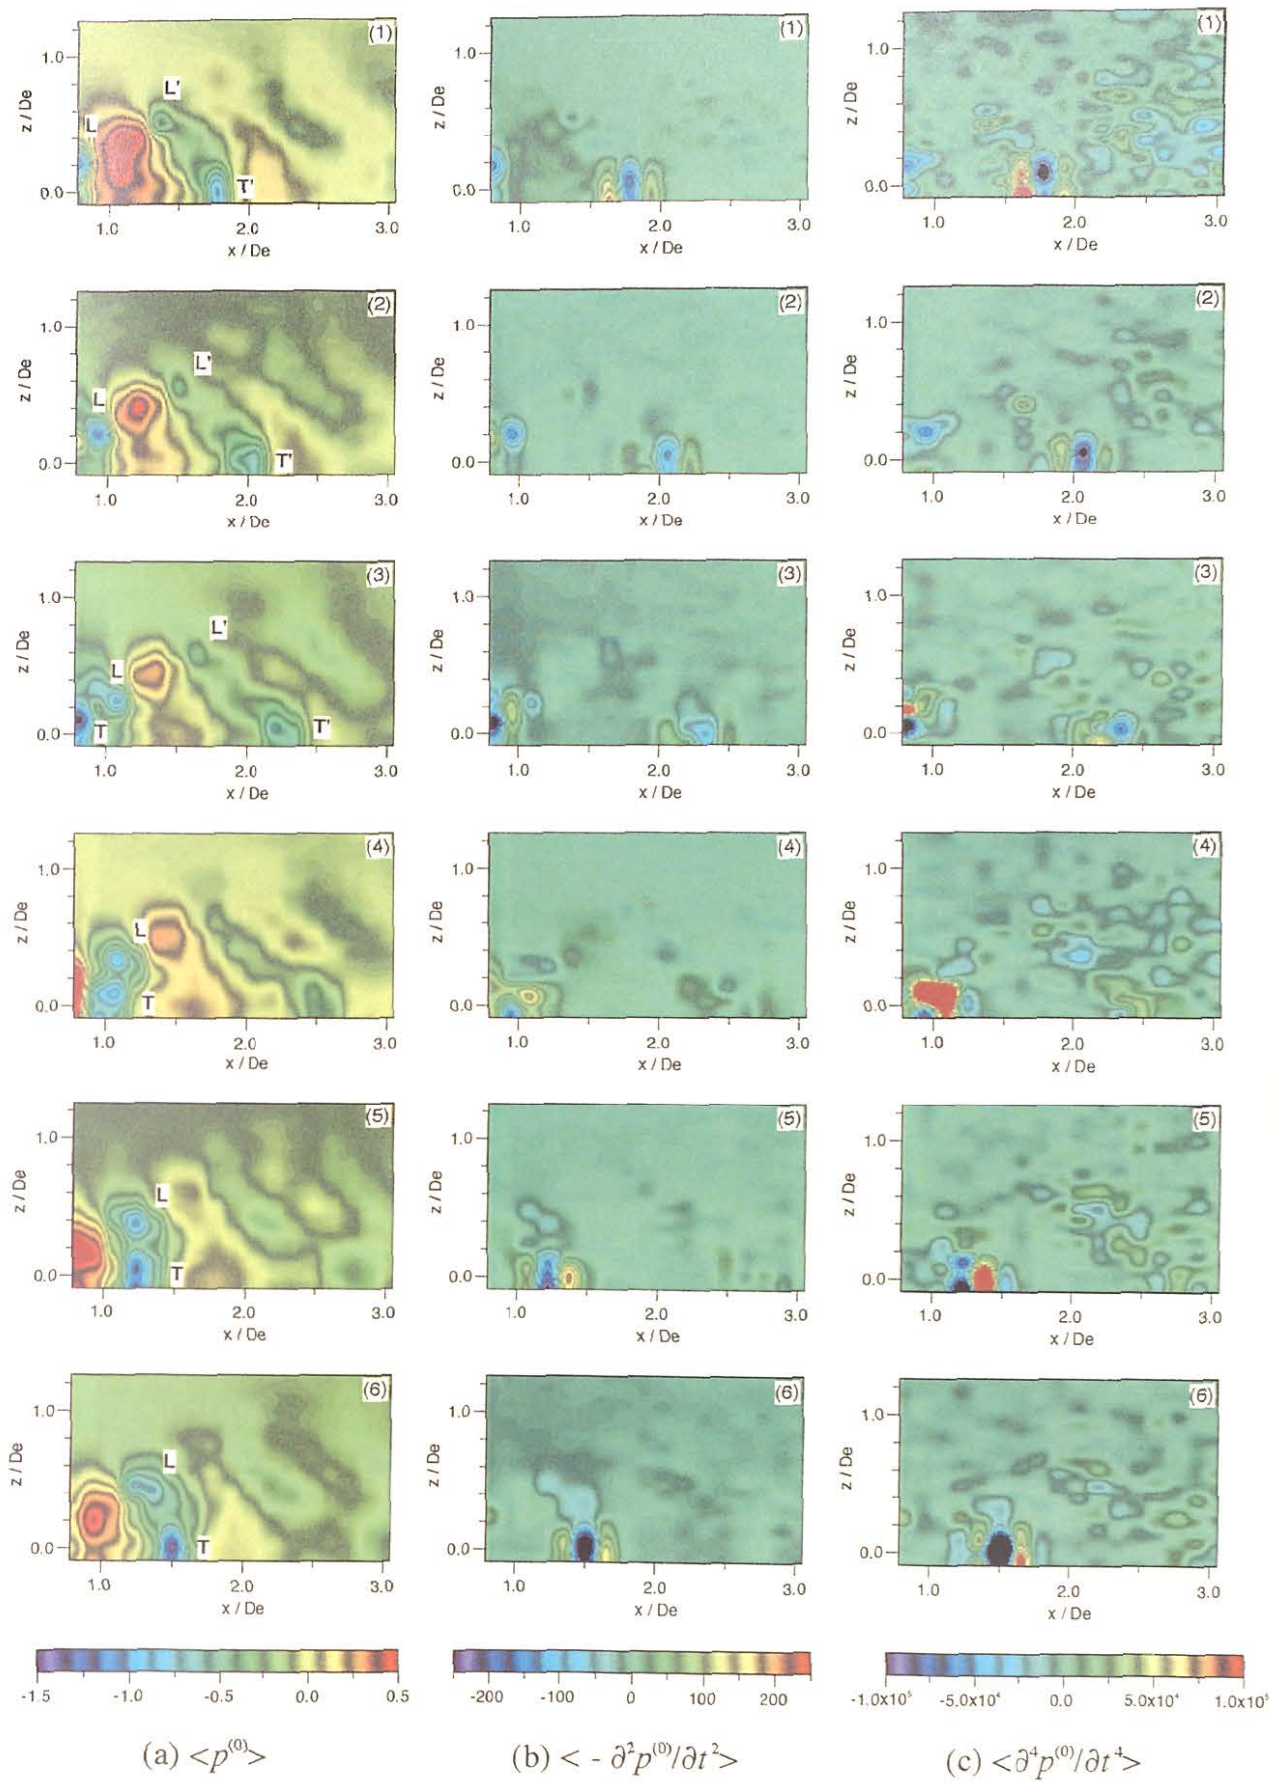 (1) (1) (1)
1.0 1.0 1.0
L'
z / De z / De z / De
L
T'
0.0 0.0 0.0
1.0 2.0 3.0 1.0 2.0 3.0 1.0 2.0 3.0
x / De x / De x / De
(2) (2) (2)
1.0 1.0 1.0
L'
z / De z / De z / De
L
T'
0.0 0.0 0.0
1.0 2.0 3.0 1.0 2.0 3.0 1.0 2.0 3.0
x / De x / De x / De
(3) (3) (3)
1.0 1.0 1.0
L'
z / De z / De z / De
L
T T'
0.0 0.0 0.0
1.0 2.0 3.0 1.0 2.0 3.0 1.0 2.0 3.0
x / De x / De x / De
(4) (4) (4)
1.0 1.0 1.0
z / De z / De z / De
L
T
0.0 0.0 0.0
1.0 2.0 3.0 1.0 2.0 3.0 1.0 2.0 3.0
x / De x / De x / De
(5) (5) (5)
1.0 1.0 1.0
z / De z / De z / De
L
T
0.0 0.0 0.0
1.0 2.0 3.0 1.0 2.0 3.0 1.0 2.0 3.0
x / De x / De x / De
(6) (6) (6)
1.0 1.0 1.0
z / De z / De z / De
L
T
0.0 0.0 0.0
1.0 2.0 3.0 1.0 2.0 3.0 1.0 2.0 3.0
x / De x / De x / De
-1.5 -1.0 -0.5 0.0 0.5 -200 -100 0 100 200 -1.0x10⁵ -5.0x10⁴ 0.0 5.0x10⁴ 1.0x10⁵
(a) <p⁽⁰⁾> (b) < - ∂²p⁽⁰⁾/∂t²> (c) <∂⁴p⁽⁰⁾/∂t⁴>